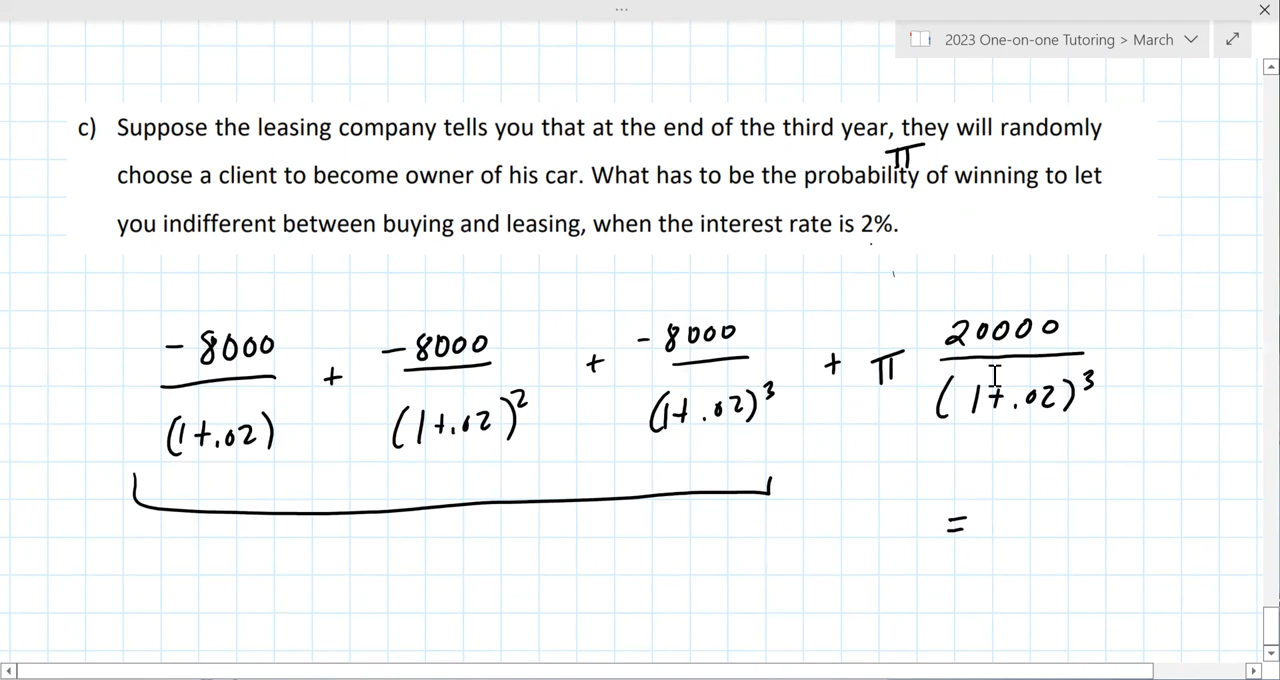 2023 One-on-one Tutoring > March
c) Suppose the leasing company tells you that at the end of the third year, they will randomly
π
choose a client to become owner of his car. What has to be the probability of winning to let
you indifferent between buying and leasing, when the interest rate is 2%.
-8000/(1+.02) + -8000/(1+.02)^2 + -8000/(1+.02)^3 + π 20000/(1+.02)^3
=